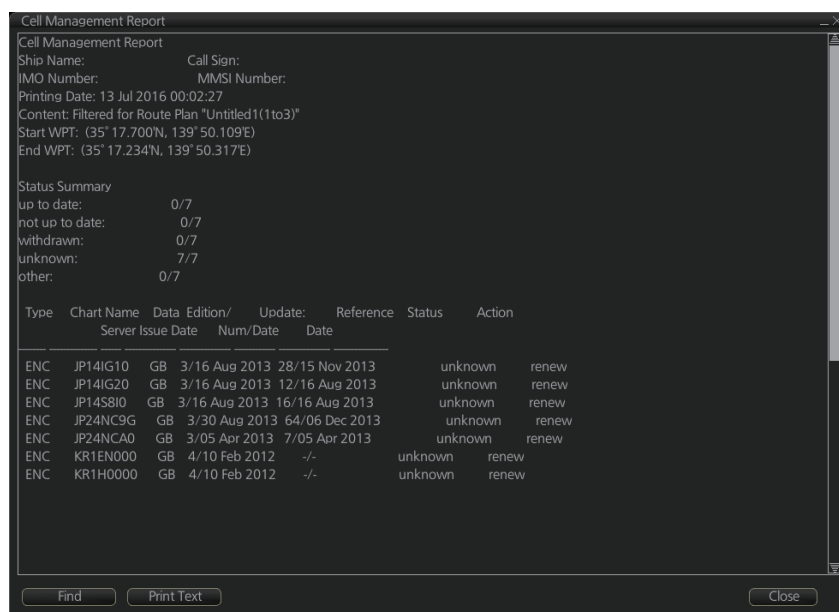 Cell Management Report
Cell Management Report
Ship Name: Call Sign:
IMO Number: MMSI Number:
Printing Date: 13 Jul 2016 00:02:27
Content: Filtered for Route Plan "Untitled1(1to3)"
Start WPT: (35°17.700'N, 139°50.109'E)
End WPT: (35°17.234'N, 139°50.317'E)
Status Summary
up to date: 0/7
not up to date: 0/7
withdrawn: 0/7
unknown: 7/7
other: 0/7
Type Chart Name Data Edition/ Update: Reference Status Action
Server Issue Date Num/Date Date
ENC JP14IG10 GB 3/16 Aug 2013 28/15 Nov 2013 unknown renew
ENC JP14IG20 GB 3/16 Aug 2013 12/16 Aug 2013 unknown renew
ENC JP14S8I0 GB 3/16 Aug 2013 16/16 Aug 2013 unknown renew
ENC JP24NC9G GB 3/30 Aug 2013 64/06 Dec 2013 unknown renew
ENC JP24NCA0 GB 3/05 Apr 2013 7/05 Apr 2013 unknown renew
ENC KR1EN000 GB 4/10 Feb 2012 -/- unknown renew
ENC KR1H0000 GB 4/10 Feb 2012 -/- unknown renew
Find Print Text Close